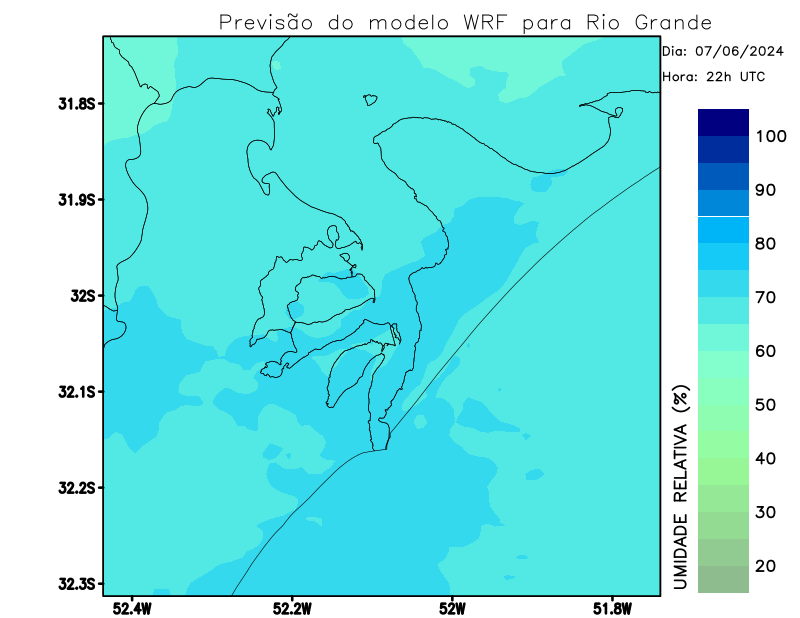 Previsão do modelo WRF para Rio Grande
Dia: 07/06/2024
Hora: 22h UTC
31.8S
31.9S
32S
32.1S
32.2S
32.3S
52.4W
52.2W
52W
51.8W
100
90
80
70
60
50
40
30
20
UMIDADE RELATIVA (%)